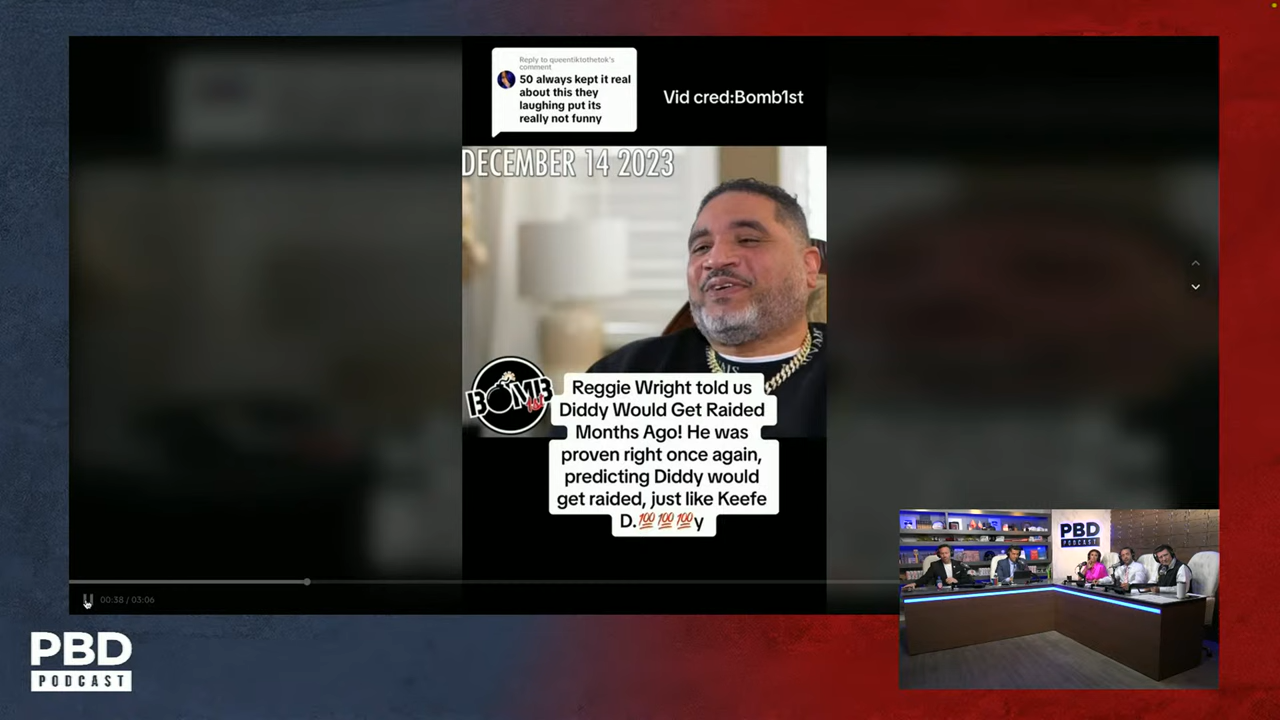 Reply to queentiktothetok's
comment
50 always kept it real
about this they
laughing put its
really not funny
Vid cred:Bomb1st
DECEMBER 14 2023
BOMB
1st
Reggie Wright told us
Diddy Would Get Raided
Months Ago! He was
proven right once again,
predicting Diddy would
get raided, just like Keefe
D.💯💯💯y
00:38 / 03:06
PBD
PODCAST
PBD
PODCAST